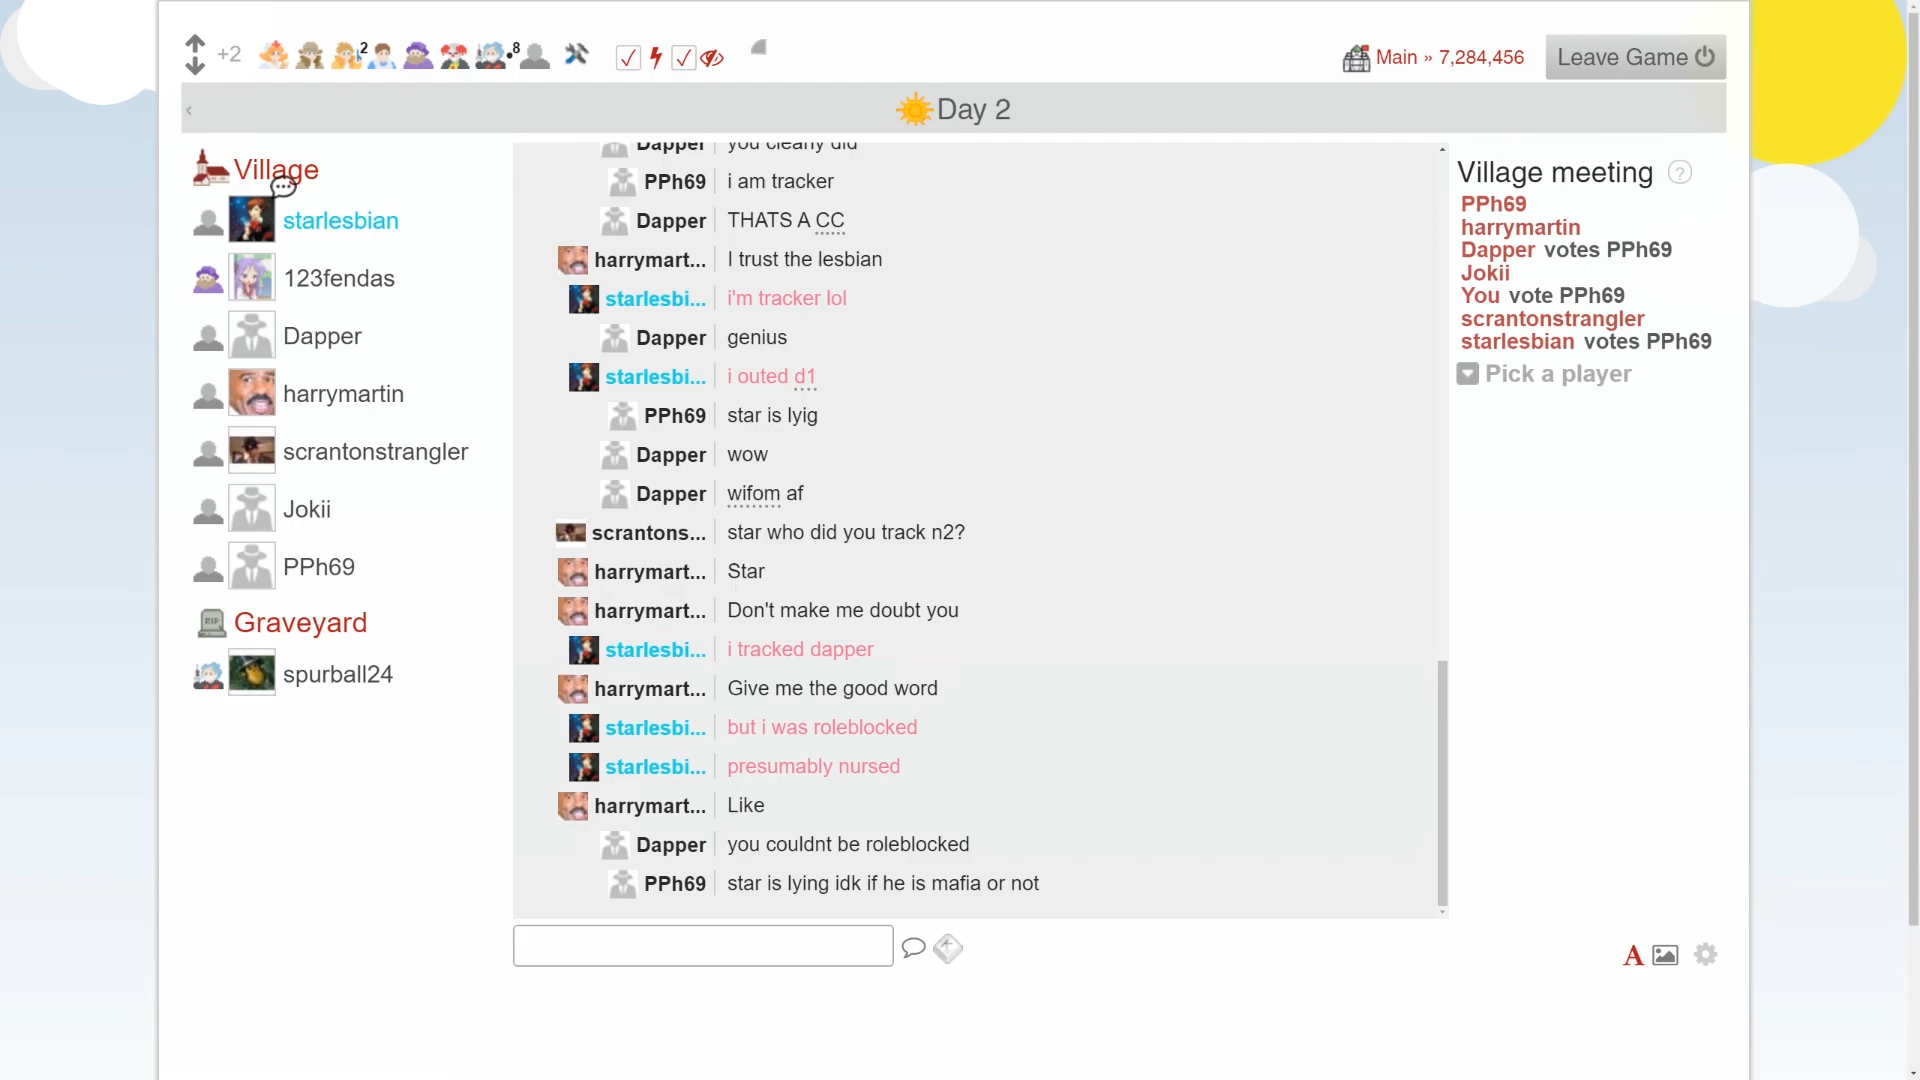 +2
2
8
Main » 7,284,456
Leave Game
Day 2
Village
starlesbian
123fendas
Dapper
harrymartin
scrantonstrangler
Jokii
PPh69
Graveyard
RIP
spurball24
Dapper you clearly did
PPh69 i am tracker
Dapper THATS A CC
harrymart... I trust the lesbian
starlesbi... i'm tracker lol
Dapper genius
starlesbi... i outed d1
PPh69 star is lyig
Dapper wow
Dapper wifom af
scrantons... star who did you track n2?
harrymart... Star
harrymart... Don't make me doubt you
starlesbi... i tracked dapper
harrymart... Give me the good word
starlesbi... but i was roleblocked
starlesbi... presumably nursed
harrymart... Like
Dapper you couldnt be roleblocked
PPh69 star is lying idk if he is mafia or not
Village meeting ?
PPh69
harrymartin
Dapper votes PPh69
Jokii
You vote PPh69
scrantonstrangler
starlesbian votes PPh69
Pick a player
A